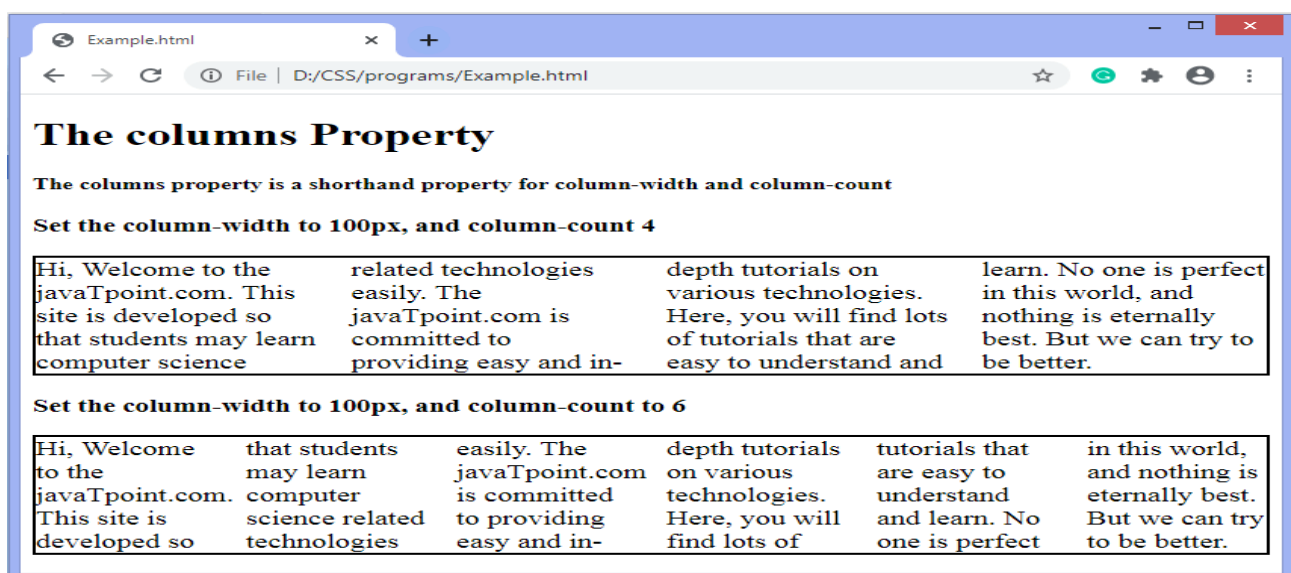 Example.html
File | D:/CSS/programs/Example.html
The columns Property
The columns property is a shorthand property for column-width and column-count
Set the column-width to 100px, and column-count 4
Hi, Welcome to the
javaTpoint.com. This
site is developed so
that students may learn
computer science
related technologies
easily. The
javaTpoint.com is
committed to
providing easy and in-
depth tutorials on
various technologies.
Here, you will find lots
of tutorials that are
easy to understand and
learn. No one is perfect
in this world, and
nothing is eternally
best. But we can try to
be better.
Set the column-width to 100px, and column-count to 6
Hi, Welcome
to the
javaTpoint.com.
This site is
developed so
that students
may learn
computer
science related
technologies
easily. The
javaTpoint.com
is committed
to providing
easy and in-
depth tutorials
on various
technologies.
Here, you will
find lots of
tutorials that
are easy to
understand
and learn. No
one is perfect
in this world,
and nothing is
eternally best.
But we can try
to be better.